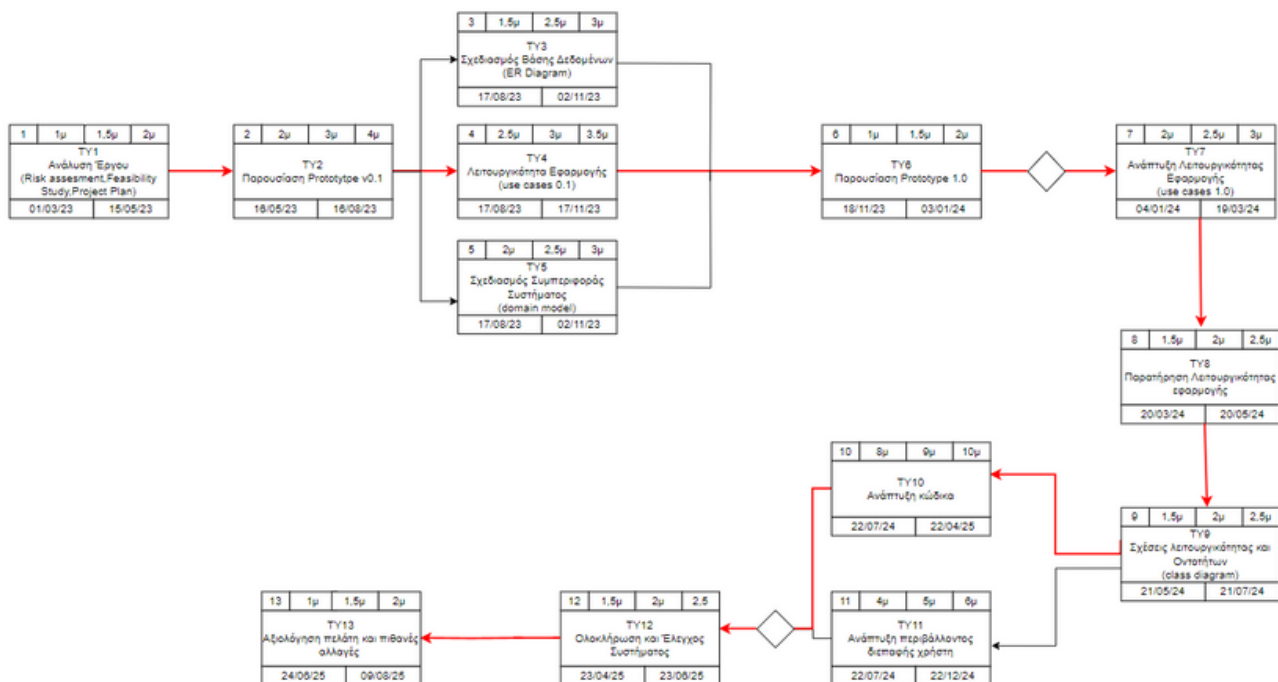 1 1μ 1,5μ 2μ
ΤΥ1
Ανάλυση Έργου
(Risk assesment,Feasibility
Study,Project Plan)
01/03/23 15/05/23
2 2μ 3μ 4μ
ΤΥ2
Παρουσίαση Prototytpe v0.1
16/05/23 16/08/23
3 1,5μ 2,5μ 3μ
ΤΥ3
Σχεδιασμός Βάσης Δεδομένων
(ER Diagram)
17/08/23 02/11/23
4 2,5μ 3μ 3,5μ
ΤΥ4
Λειτουργικότητα Εφαρμογής
(use cases 0.1)
17/08/23 17/11/23
5 2μ 2,5μ 3μ
ΤΥ5
Σχεδιασμός Συμπεριφοράς
Συστήματος
(domain model)
17/08/23 02/11/23
6 1μ 1,5μ 2μ
ΤΥ6
Παρουσίαση Prototype 1.0
18/11/23 03/01/24
7 2μ 2,5μ 3μ
ΤΥ7
Ανάπτυξη Λειτουργικότητας
Εφαρμογής
(use cases 1.0)
04/01/24 19/03/24
8 1,5μ 2μ 2,5μ
ΤΥ8
Παρατήρηση Λειτουργικότητας
εφαρμογής
20/03/24 20/05/24
9 1,5μ 2μ 2,5μ
ΤΥ9
Σχέσεις λειτουργικότητας και
Οντοτήτων
(class diagram)
21/05/24 21/07/24
10 8μ 9μ 10μ
ΤΥ10
Ανάπτυξη κώδικα
22/07/24 22/04/25
11 4μ 5μ 6μ
ΤΥ11
Ανάπτυξη περιβάλλοντος
διεπαφής χρήστη
22/07/24 22/12/24
12 1,5μ 2μ 2,5
ΤΥ12
Ολοκλήρωση και Έλεγχος
Συστήματος
23/04/25 23/06/25
13 1μ 1,5μ 2μ
ΤΥ13
Αξιολόγηση πελάτη και πιθανές
αλλαγές
24/06/25 09/08/25